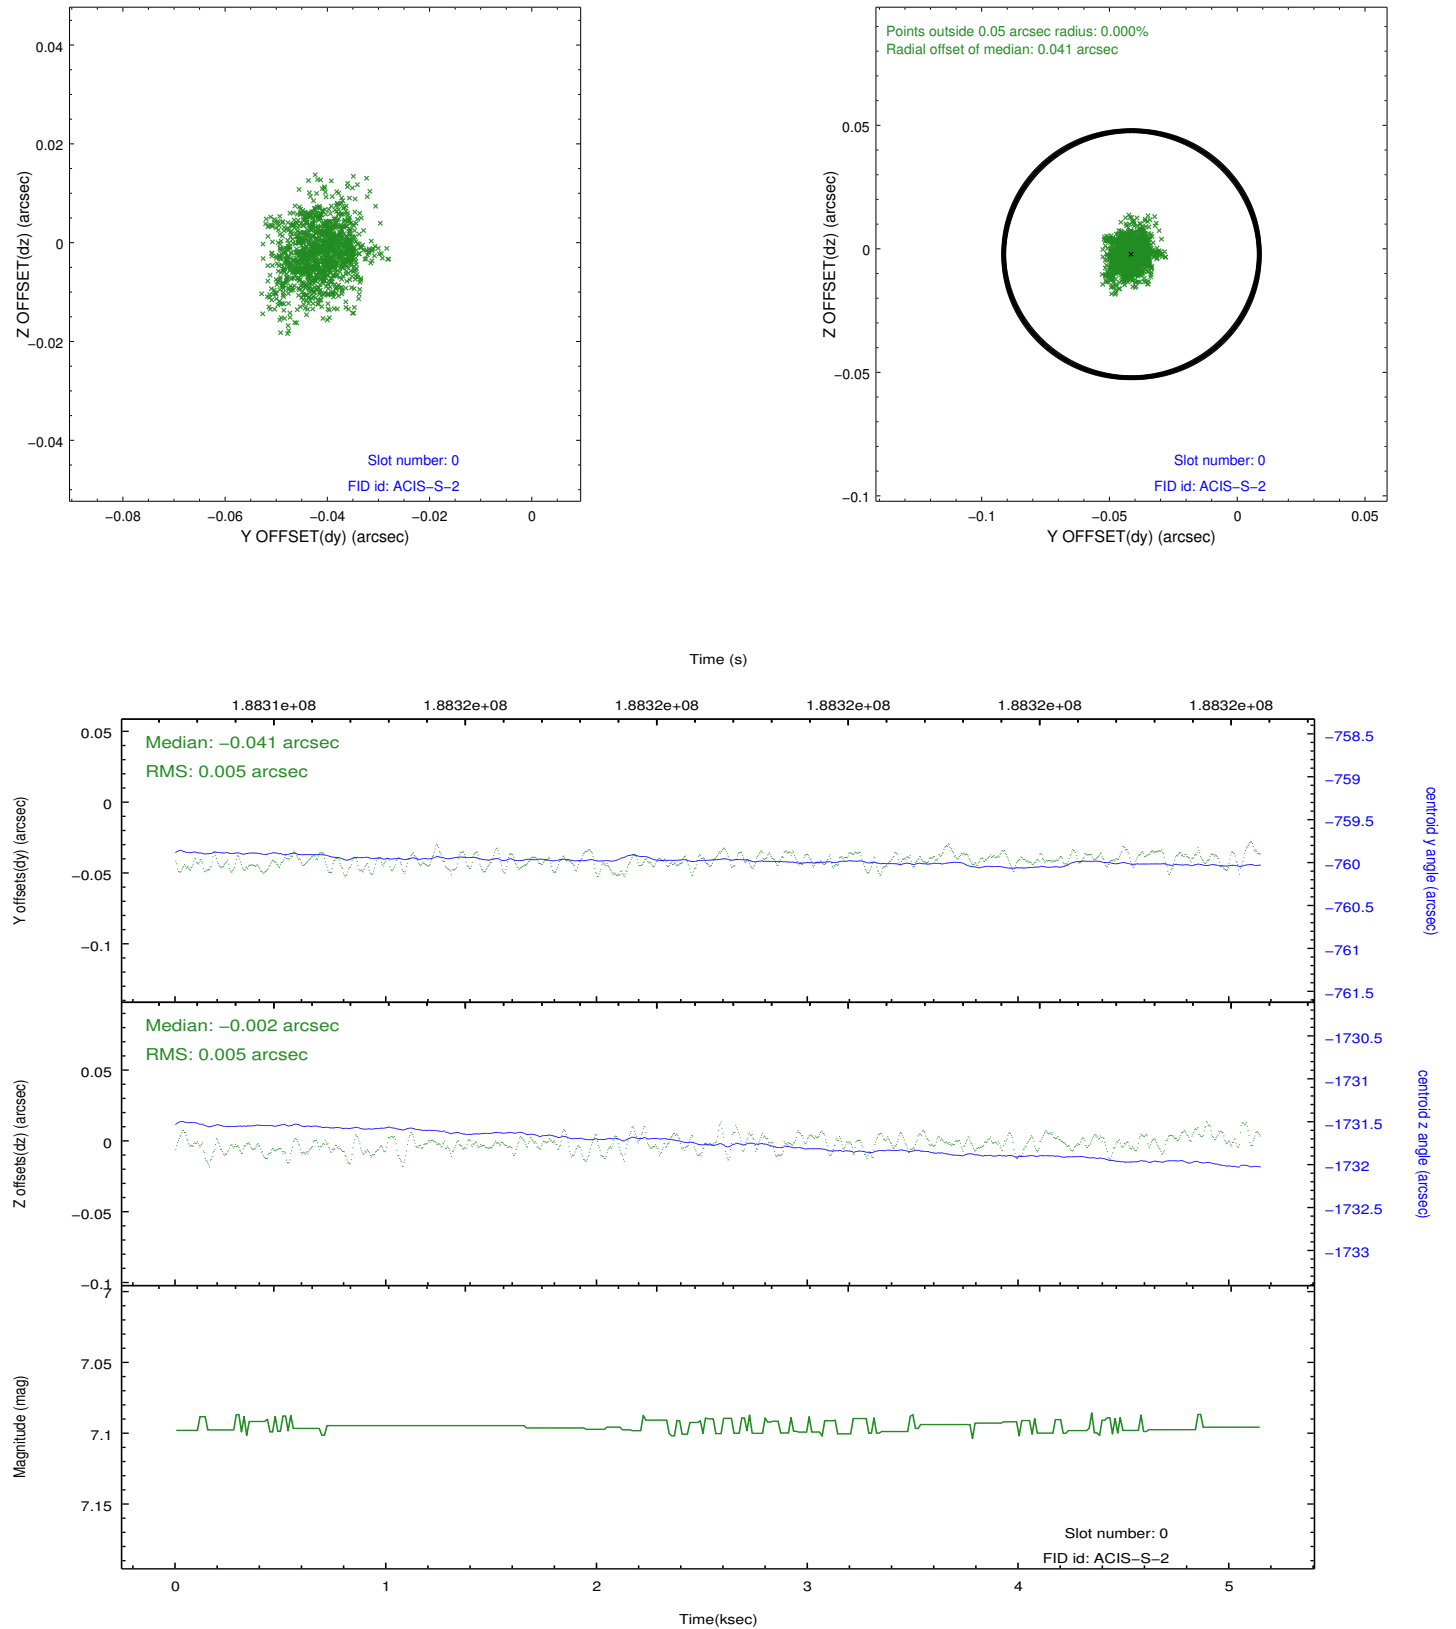 0.04
0.02
0
−0.02
−0.04
Z OFFSET(dz) (arcsec)
Slot number: 0
FID id: ACIS−S−2
−0.08 −0.06 −0.04 −0.02 0
Y OFFSET(dy) (arcsec)
Points outside 0.05 arcsec radius: 0.000%
Radial offset of median: 0.041 arcsec
0.05
0
−0.05
−0.1
Z OFFSET(dz) (arcsec)
Slot number: 0
FID id: ACIS−S−2
−0.1 −0.05 0 0.05
Y OFFSET(dy) (arcsec)
Time (s)
1.8831e+08 1.8832e+08 1.8832e+08 1.8832e+08 1.8832e+08 1.8832e+08
Median: −0.041 arcsec
RMS: 0.005 arcsec
0.05
0
−0.05
−0.1
Y offsets(dy) (arcsec)
−758.5
−759
−759.5
−760
−760.5
−761
−761.5
centroid y angle (arcsec)
Median: −0.002 arcsec
RMS: 0.005 arcsec
0.05
0
−0.05
−0.1
Z offsets(dz) (arcsec)
−1730.5
−1731
−1731.5
−1732
−1732.5
−1733
centroid z angle (arcsec)
7
7.05
7.1
7.15
Magnitude (mag)
Slot number: 0
FID id: ACIS−S−2
0 1 2 3 4 5
Time(ksec)